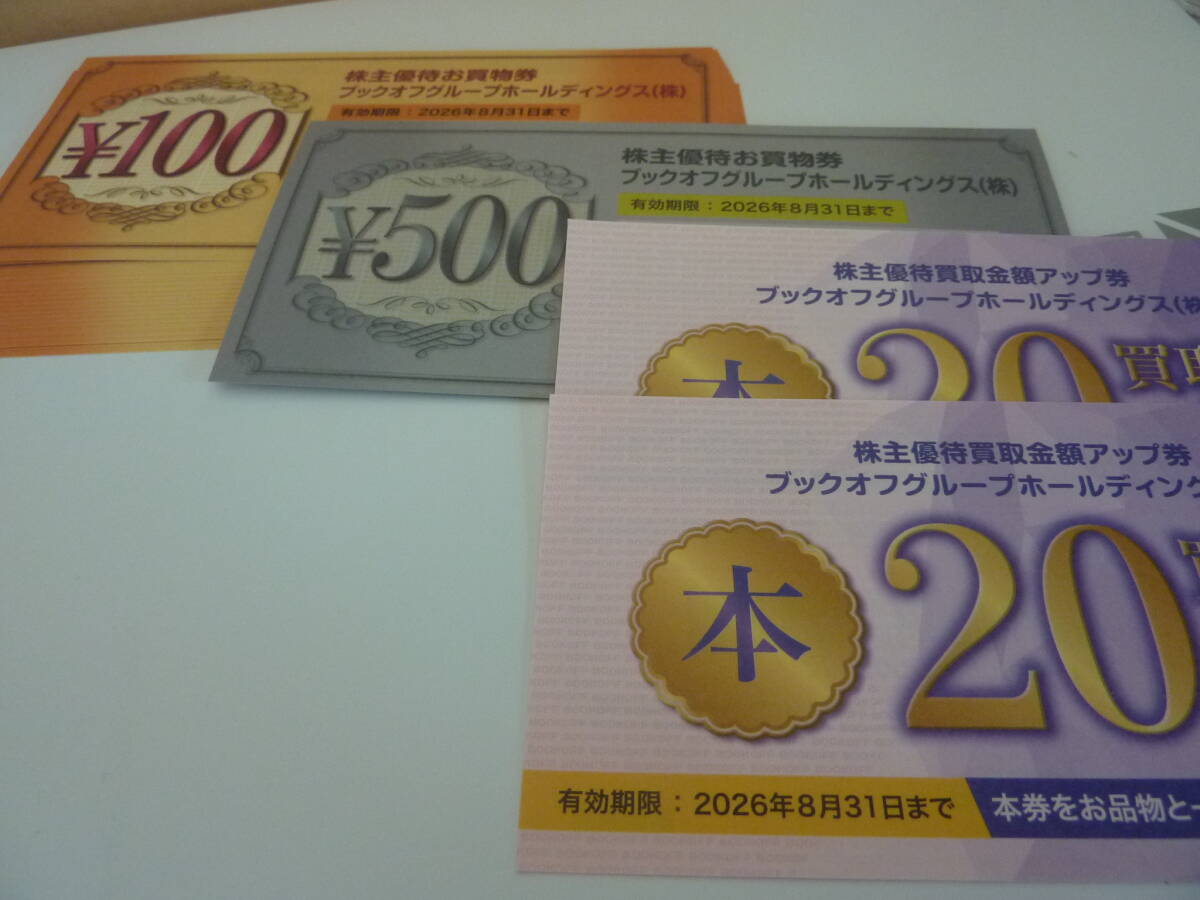 ¥100
株主優待お買物券
ブックオフグループホールディングス(株)
有効期限：2026年8月31日まで
¥500
株主優待お買物券
ブックオフグループホールディングス(株)
有効期限：2026年8月31日まで
株主優待買取金額アップ券
ブックオフグループホールディングス(株
本
20
買取
株主優待買取金額アップ券
ブックオフグループホールディング
本
20
有効期限：2026年8月31日まで
本券をお品物と一